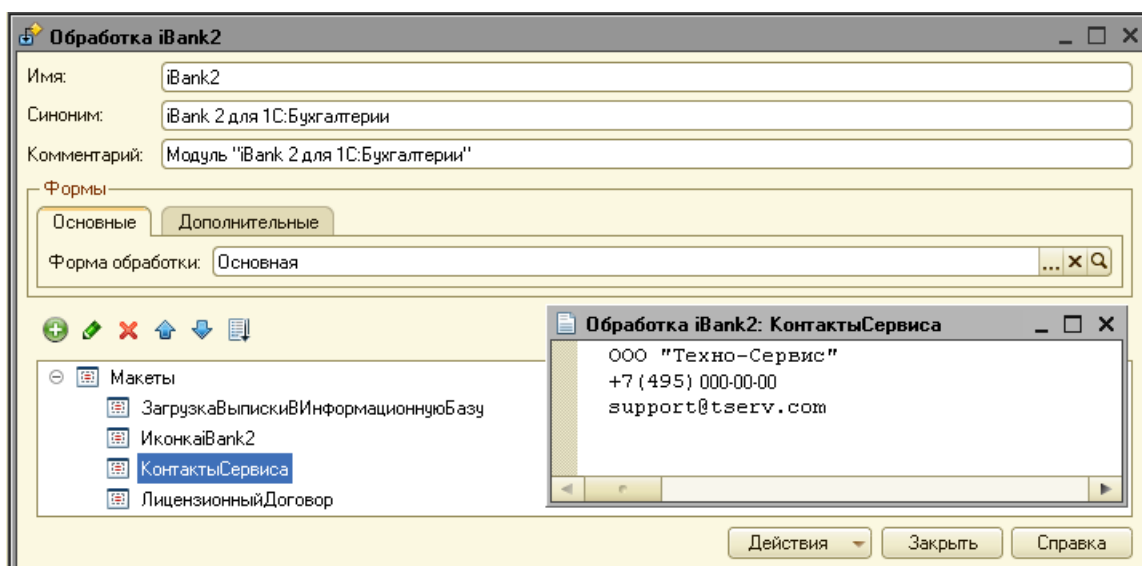 Обработка iBank2
Имя: iBank2
Синоним: iBank 2 для 1С:Бухгалтерии
Комментарий: Модуль "iBank 2 для 1С:Бухгалтерии"
Формы
Основные Дополнительные
Форма обработки: Основная
Обработка iBank2: КонтактыСервиса
ООО "Техно-Сервис"
+7(495) 000-00-00
support@tserv.com
Макеты
ЗагрузкаВыпискиВИнформационнуюБазу
ИконкаiBank2
КонтактыСервиса
ЛицензионныйДоговор
Действия Закрыть Справка